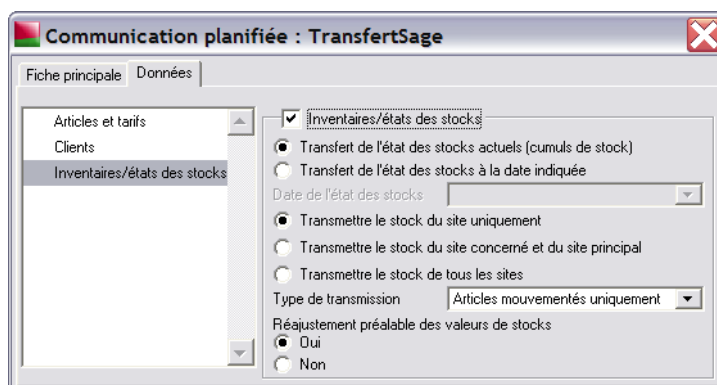 Communication planifiée : TransfertSage
Fiche principale Données
Articles et tarifs
Clients
Inventaires/états des stocks
Inventaires/états des stocks
Transfert de l'état des stocks actuels (cumuls de stock)
Transfert de l'état des stocks à la date indiquée
Date de l'état des stocks
Transmettre le stock du site uniquement
Transmettre le stock du site concerné et du site principal
Transmettre le stock de tous les sites
Type de transmission Articles mouvementés uniquement
Réajustement préalable des valeurs de stocks
Oui
Non